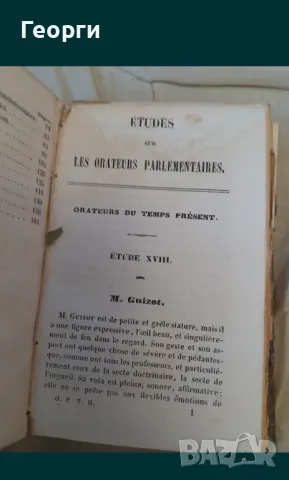 Георги
ÉTUDES
SUR
LES ORATEURS PARLEMENTAIRES.
ORATEURS DU TEMPS PRÉSENT.
ÉTUDE XVIII.
M. Guizot.
M. GUIZOT est de petite et grêle stature, mais il
a une figure expressive, l'œil beau, et singulière-
ment de feu dans le regard. Son geste et son as-
pect ont quelque chose de sévère et de pédantes-
que, comme ont tous les professeurs, et particuliè-
rement ceux de la secte doctrinaire, la secte de
l'orgueil. Sa voix est pleine, sonore, affirmative;
elle ne se prête pas aux flexibles émotions de
O. P. T. II.
1
bazar.bg